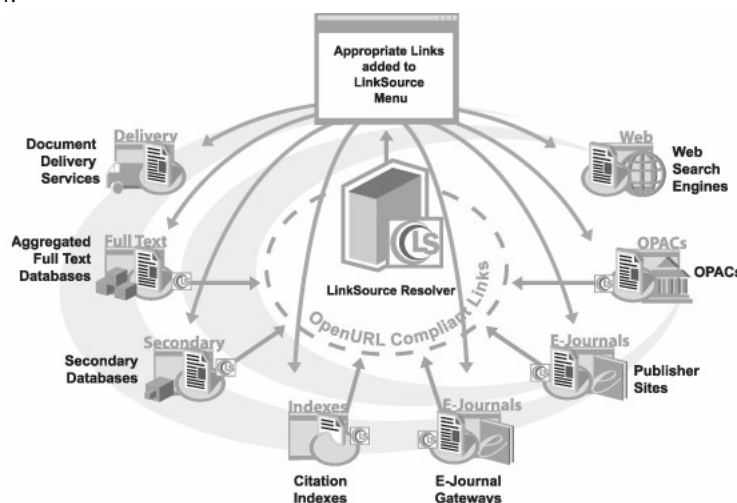 Appropriate Links
added to
LinkSource
Menu
Delivery
Document
Delivery
Services
Web
Web
Search
Engines
LS
LinkSource Resolver
OpenURL Compliant Links
Full Text
Aggregated
Full Text
Databases
OPACs
OPACs
Secondary
Secondary
Databases
E-Journals
Publisher
Sites
Indexes
Citation
Indexes
E-Journals
E-Journal
Gateways